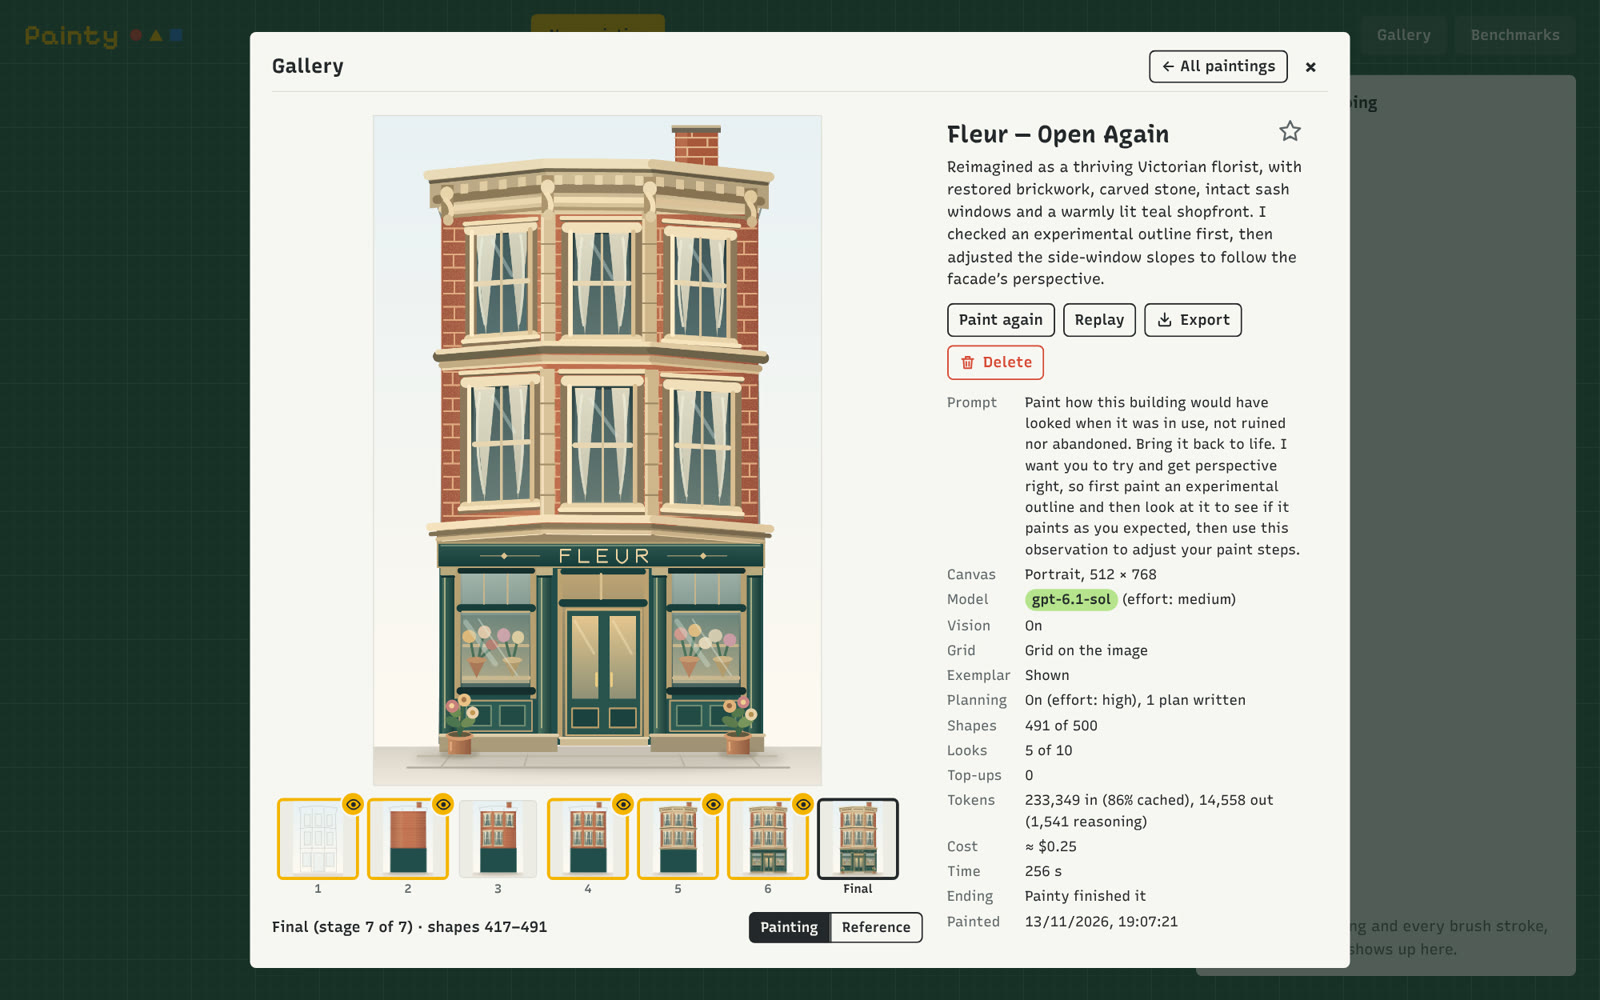 Painty
Gallery
Benchmarks
Gallery
← All paintings
×
Fleur — Open Again
Reimagined as a thriving Victorian florist, with
restored brickwork, carved stone, intact sash
windows and a warmly lit teal shopfront. I
checked an experimental outline first, then
adjusted the side-window slopes to follow the
facade's perspective.
Paint again
Replay
Export
Delete
FLEUR
Prompt Paint how this building would have
looked when it was in use, not ruined
nor abandoned. Bring it back to life. I
want you to try and get perspective
right, so first paint an experimental
outline and then look at it to see if it
paints as you expected, then use this
observation to adjust your paint steps.
Canvas Portrait, 512 × 768
Model gpt-6.1-sol (effort: medium)
Vision On
Grid Grid on the image
Exemplar Shown
Planning On (effort: high), 1 plan written
Shapes 491 of 500
Looks 5 of 10
Top-ups 0
Tokens 233,349 in (86% cached), 14,558 out
(1,541 reasoning)
Cost ≈ $0.25
Time 256 s
Ending Painty finished it
Painted 13/11/2026, 19:07:21
1 2 3 4 5 6 Final
Final (stage 7 of 7) · shapes 417–491
Painting Reference
and every brush stroke,
shows up here.